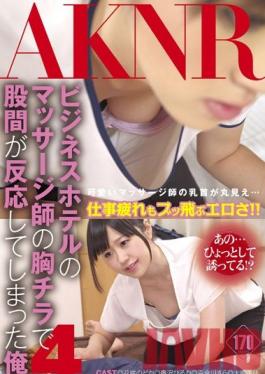 AKNR
ビジネスホテルの
マッサージ師の胸チラで
股間が反応してしまった俺
4
可愛いマッサージ師の乳首が丸見え…
仕事疲れもブッ飛ぶエロさ!!
あの…
ひょっとして
誘ってる!?
170
CAST